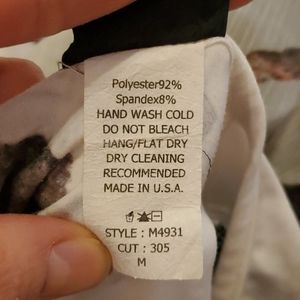 Polyester92%
Spandex8%
HAND WASH COLD
DO NOT BLEACH
HANG/FLAT DRY
DRY CLEANING
RECOMMENDED
MADE IN U.S.A.
STYLE : M4931
CUT : 305
M